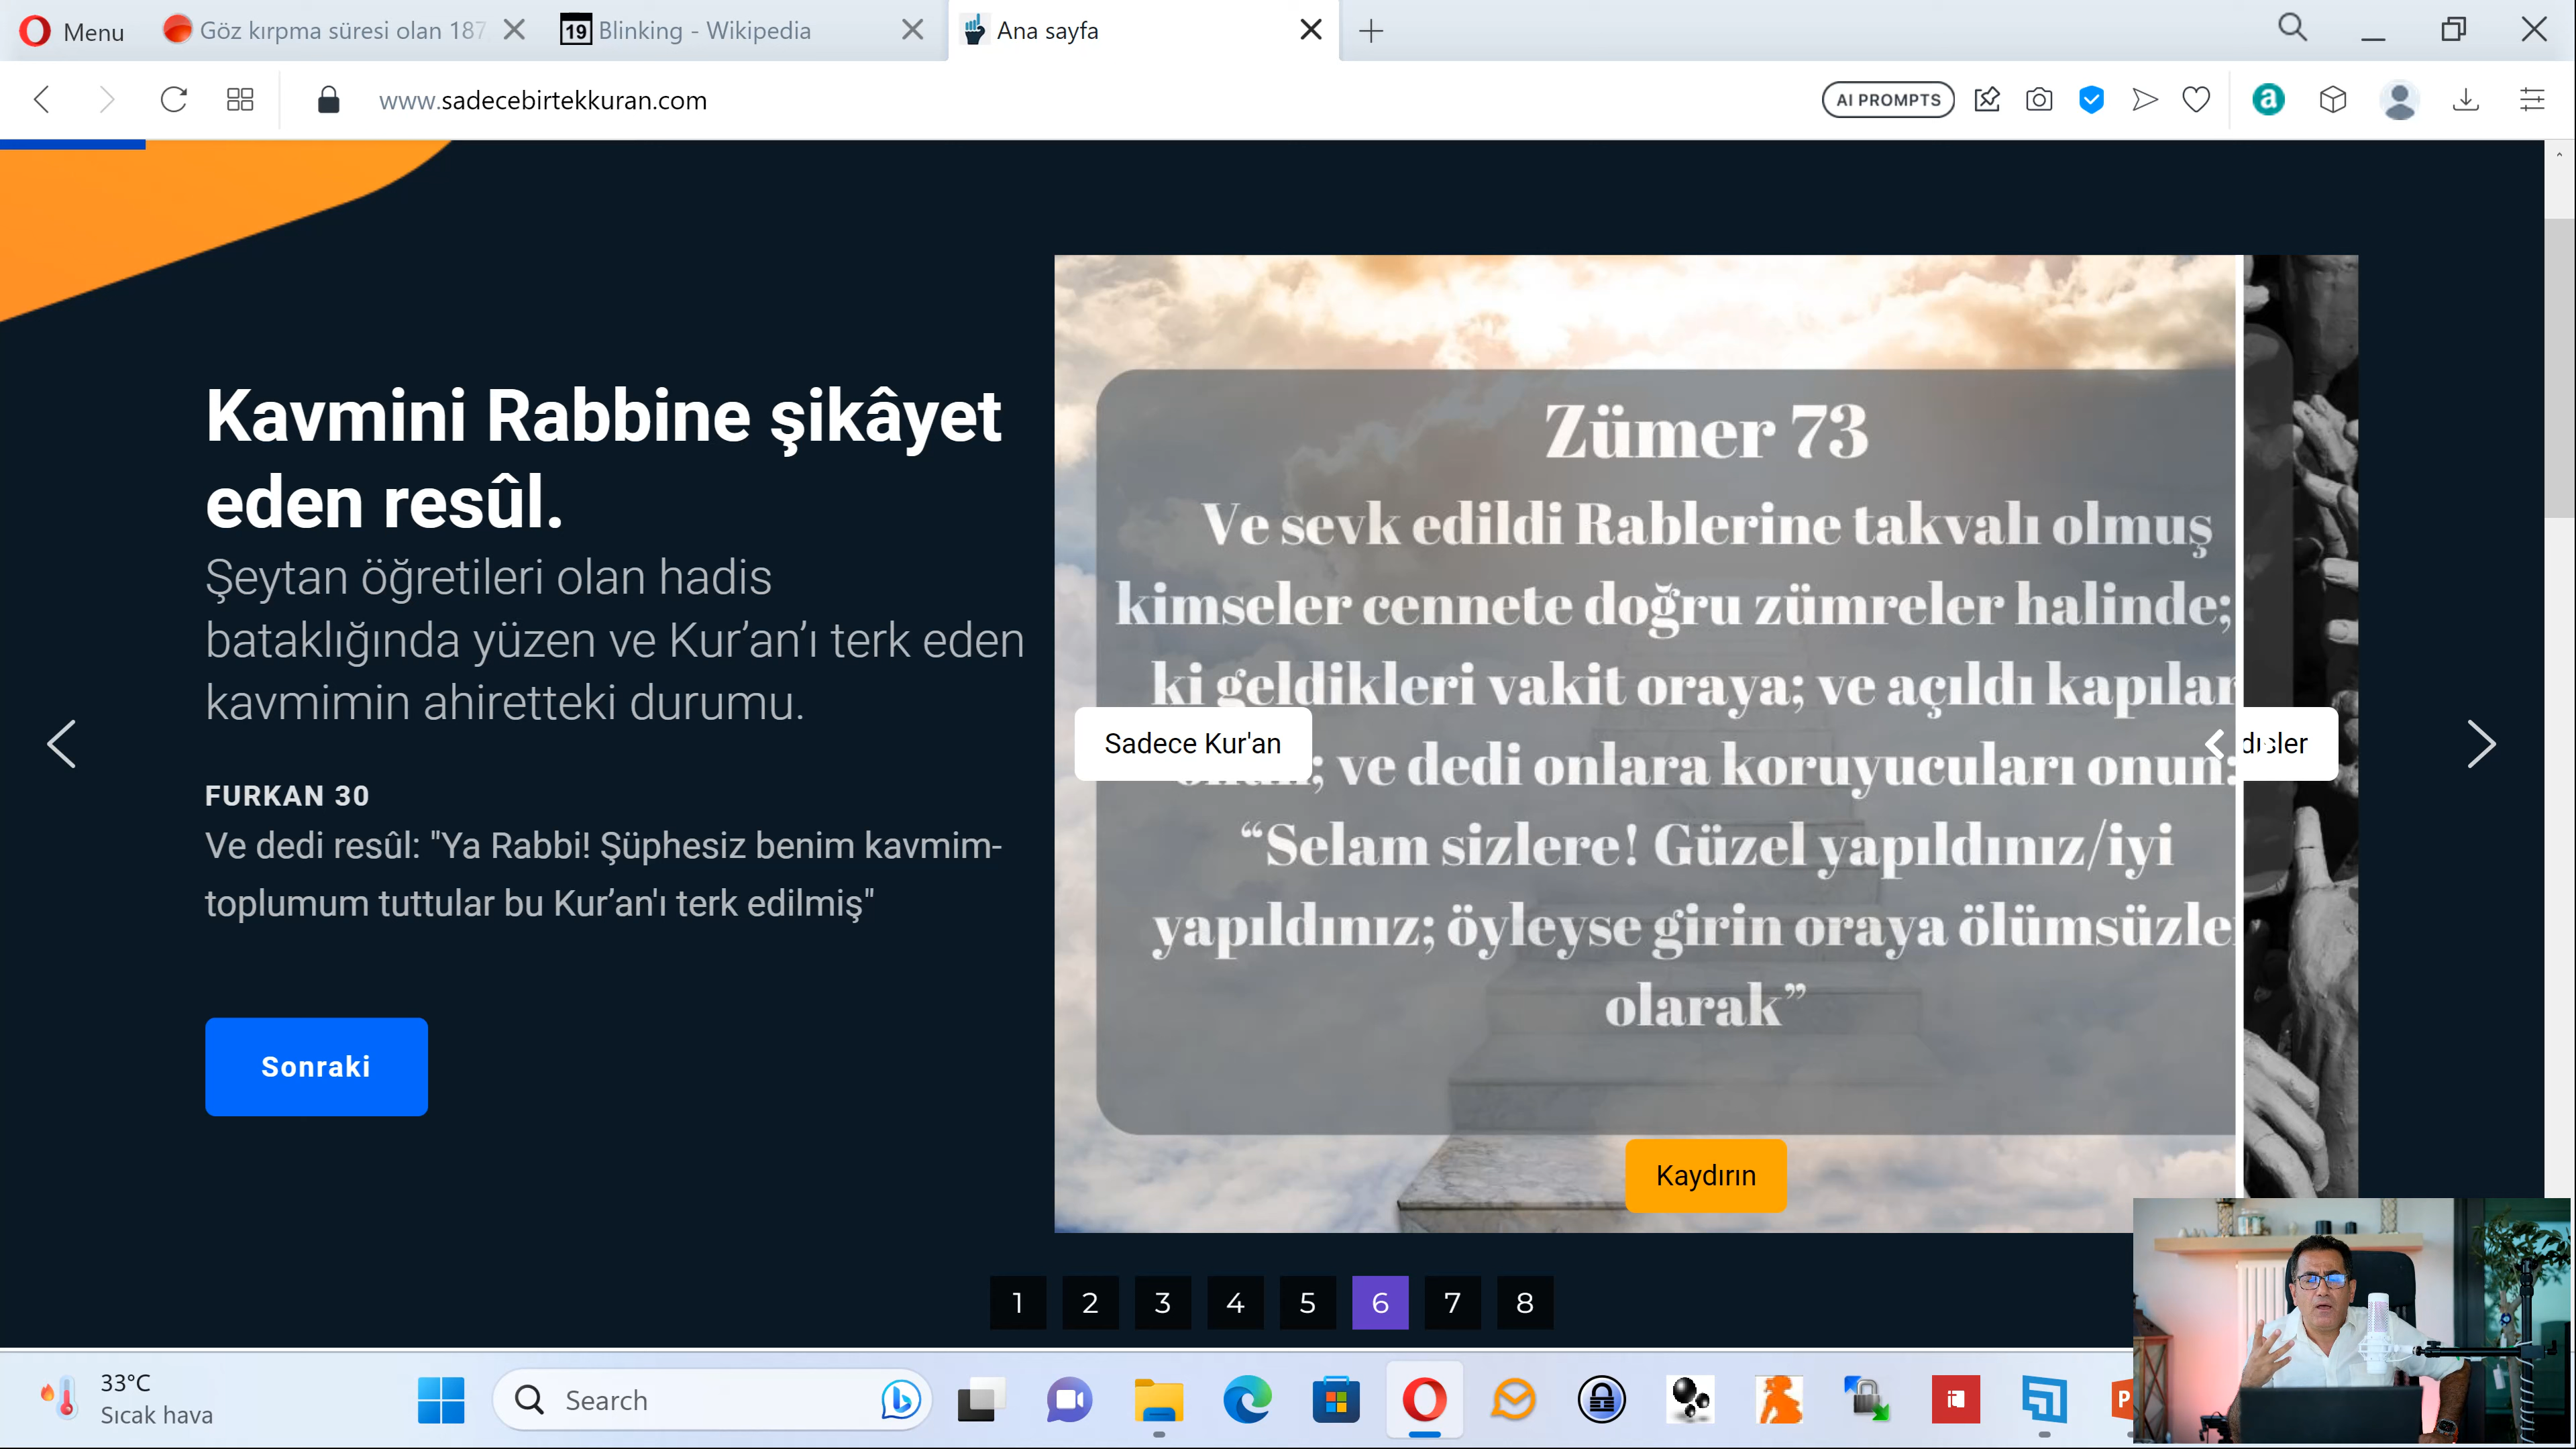 Menu
Göz kırpma süresi olan 187
19
Blinking - Wikipedia
Ana sayfa
www.sadecebirtekkuran.com
AI PROMPTS
a
Kavmini Rabbine şikâyet
eden resûl.
Şeytan öğretileri olan hadis
bataklığında yüzen ve Kur’an’ı terk eden
kavmimin ahiretteki durumu.
FURKAN 30
Ve dedi resûl: "Ya Rabbi! Şüphesiz benim kavmim-
toplumum tuttular bu Kur’an'ı terk edilmiş"
Sonraki
Zümer 73
Ve sevk edildi Rablerine takvalı olmuş
kimseler cennete doğru zümreler halinde;
ki geldikleri vakit oraya; ve açıldı kapılar
Sadece Kur'an
; ve dedi onlara koruyucuları onun:
“Selam sizlere! Güzel yapıldınız/iyi
yapıldınız; öyleyse girin oraya ölümsüzle
olarak”
Kaydırın
1 2 3 4 5 6 7 8
33°C
Sıcak hava
Search